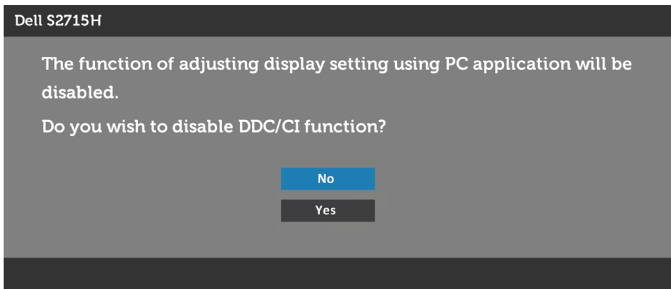 Dell S2715H
The function of adjusting display setting using PC application will be
disabled.
Do you wish to disable DDC/CI function?
No
Yes